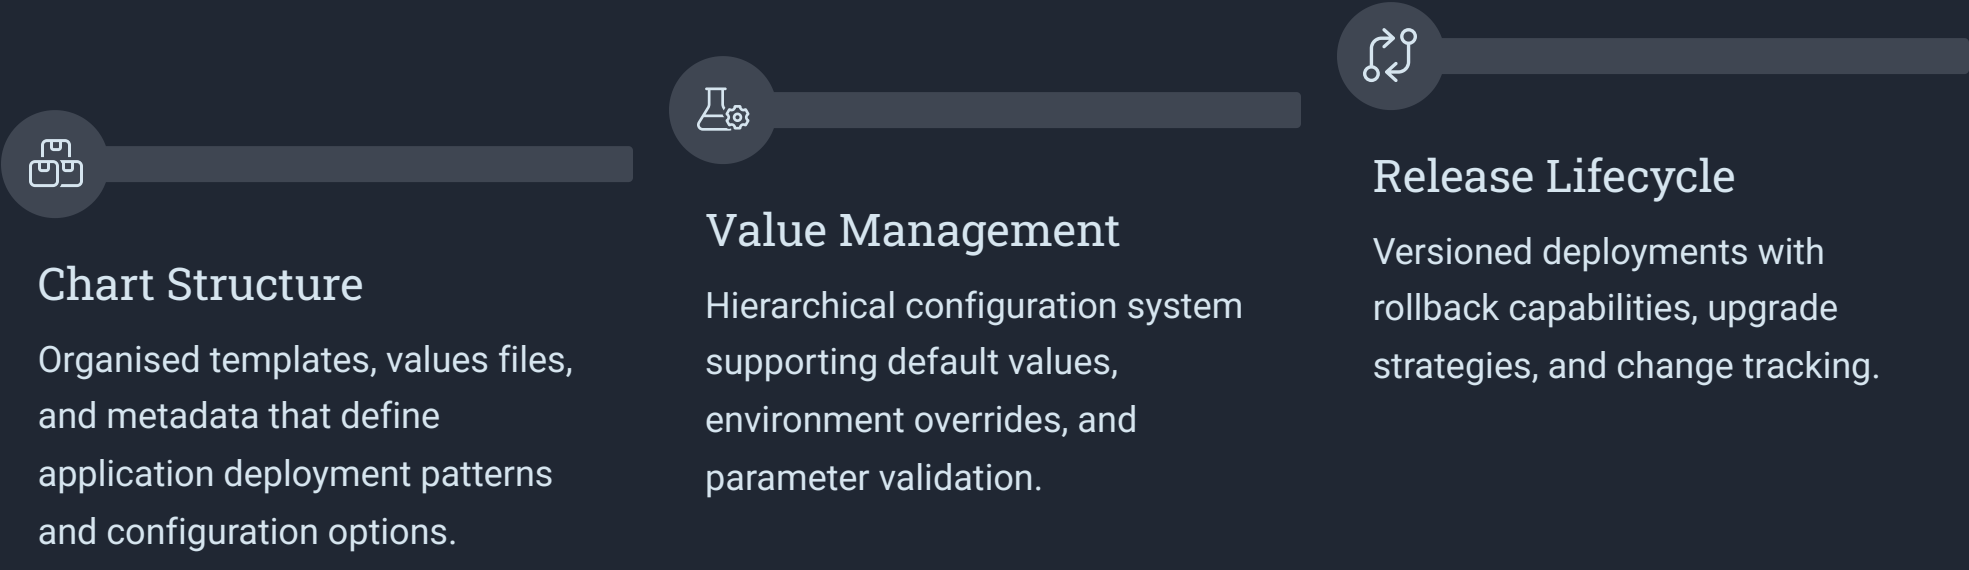 Chart Structure
Organised templates, values files,
and metadata that define
application deployment patterns
and configuration options.
Value Management
Hierarchical configuration system
supporting default values,
environment overrides, and
parameter validation.
Release Lifecycle
Versioned deployments with
rollback capabilities, upgrade
strategies, and change tracking.